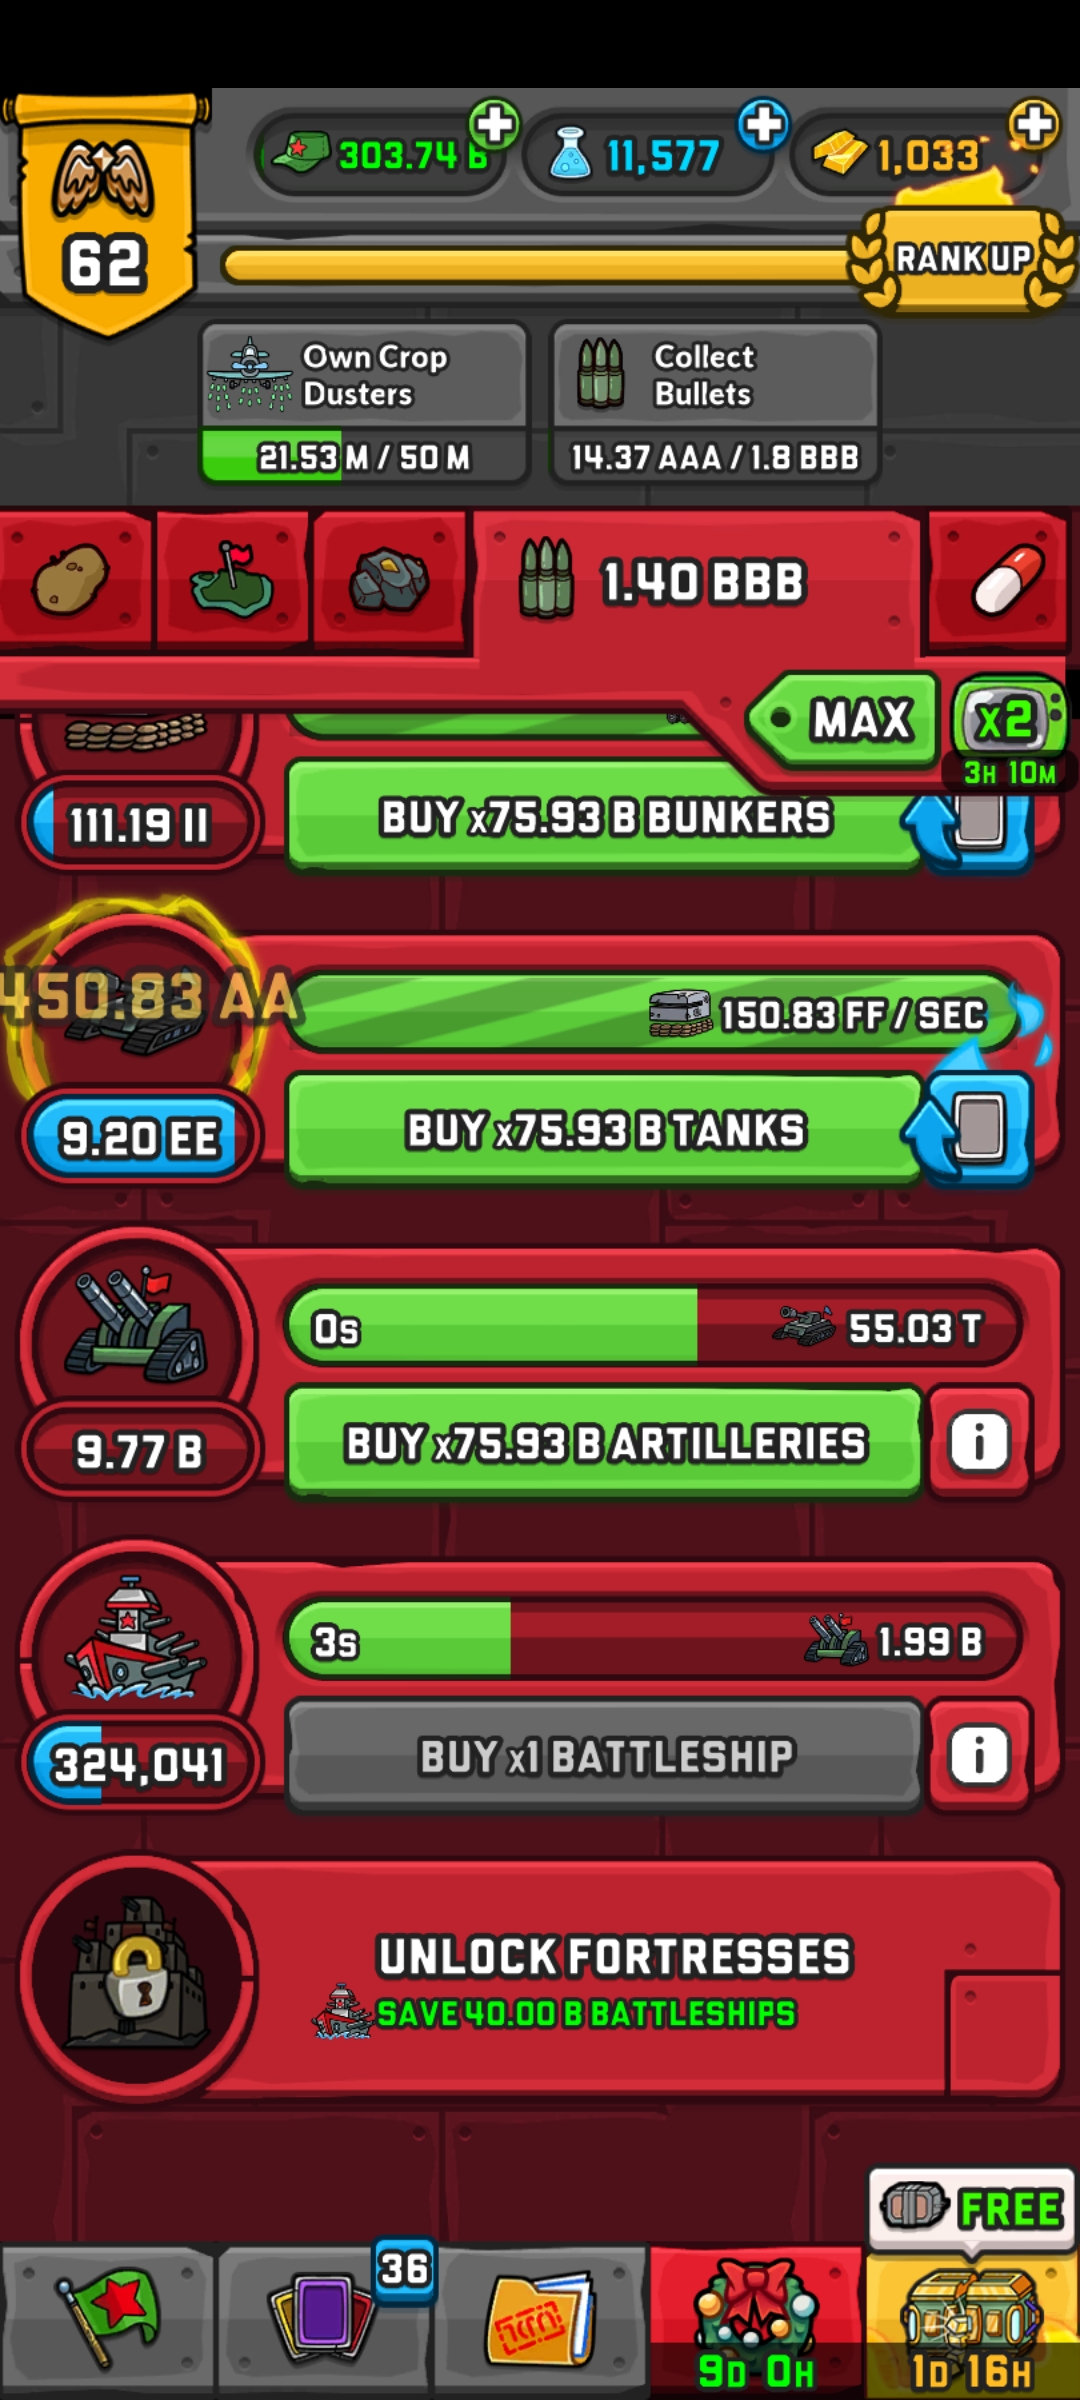 62
303.74 B
11,577
1,033
RANK UP
Own Crop
Dusters
21.53 M / 50 M
Collect
Bullets
14.37 AAA / 1.8 BBB
1.40 BBB
MAX
x2
3H 10M
111.19 II
BUY x75.93 B BUNKERS
450.83 AA
150.83 FF / SEC
9.20 EE
BUY x75.93 B TANKS
0s
55.03 T
9.77 B
BUY x75.93 B ARTILLERIES
i
3s
1.99 B
324,041
BUY x1 BATTLESHIP
i
UNLOCK FORTRESSES
SAVE 40.00 B BATTLESHIPS
FREE
36
9D 0H
1D 16H